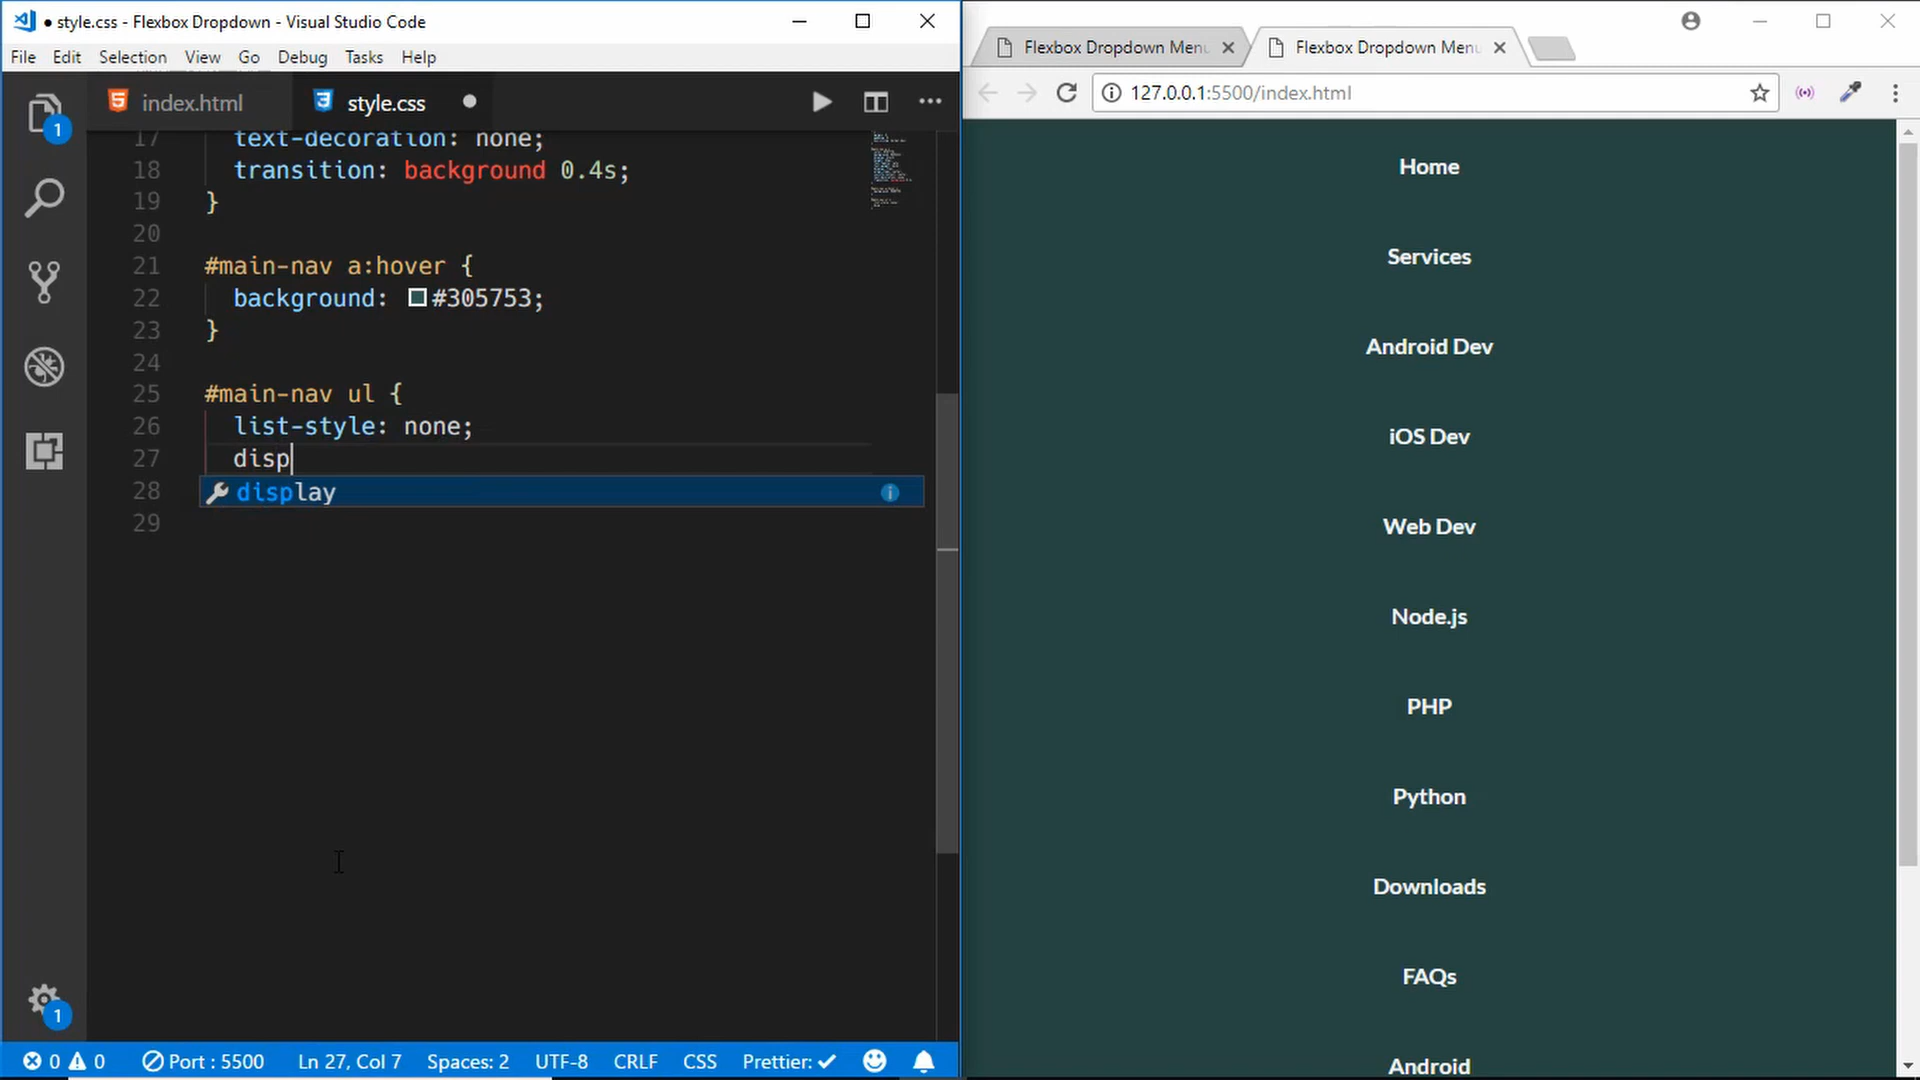 style.css - Flexbox Dropdown - Visual Studio Code
File Edit Selection View Go Debug Tasks Help
index.html style.css
17 text-decoration: none;
18 transition: background 0.4s;
19 }
20
21 #main-nav a:hover {
22 background: #305753;
23 }
24
25 #main-nav ul {
26 list-style: none;
27 disp
28 display
29
1
1
0 0 Port : 5500 Ln 27, Col 7 Spaces: 2 UTF-8 CRLF CSS Prettier: ✓
Flexbox Dropdown Menu Flexbox Dropdown Menu
127.0.0.1:5500/index.html
Home
Services
Android Dev
iOS Dev
Web Dev
Node.js
PHP
Python
Downloads
FAQs
Android